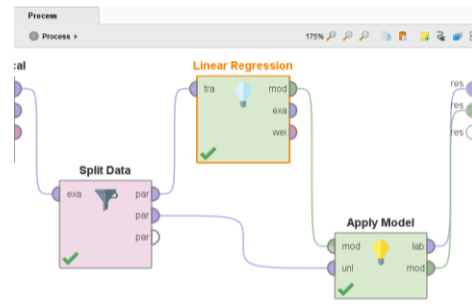 Process
Process
175%
cal
Linear Regression
tra
mod
exa
wei
res
res
res
Split Data
exa
par
par
par
Apply Model
mod
lab
unl
mod